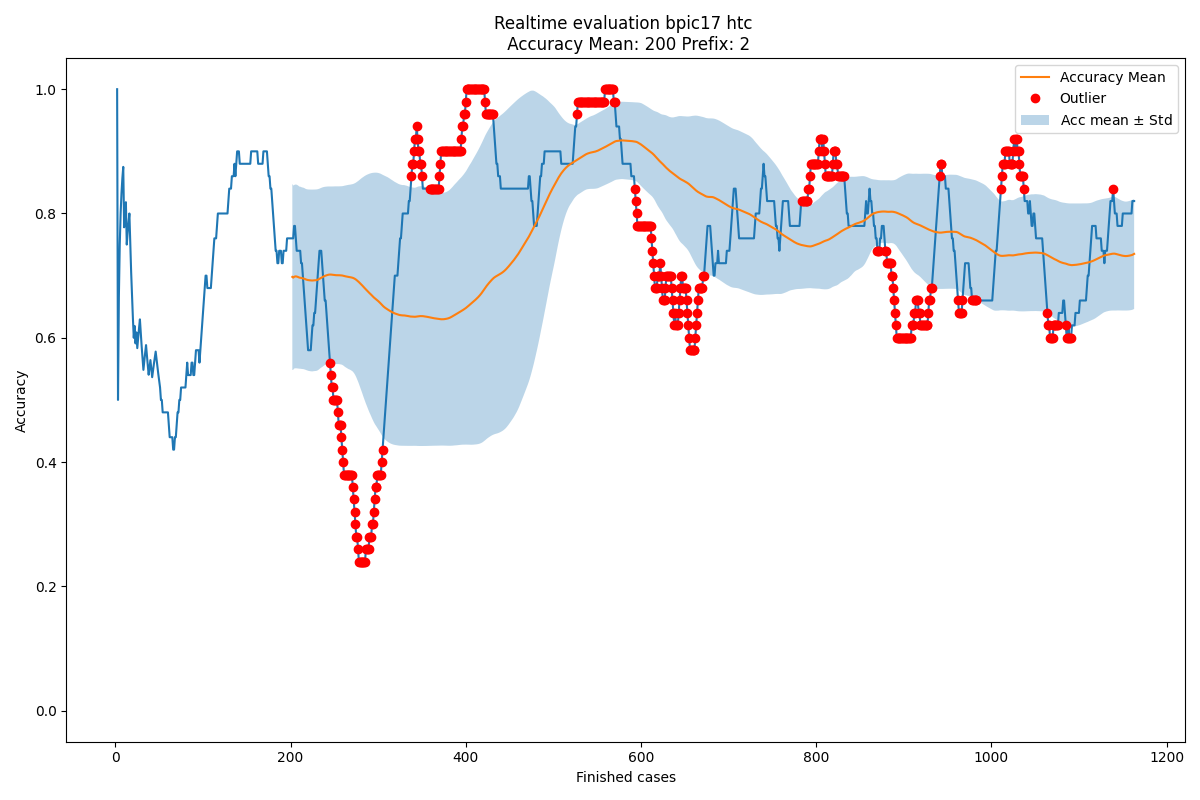 Realtime evaluation bpic17 htc
Accuracy Mean: 200 Prefix: 2
Accuracy Mean
Outlier
Acc mean ± Std
1.0
0.8
0.6
0.4
0.2
0.0
Accuracy
0
200
400
600
800
1000
1200
Finished cases